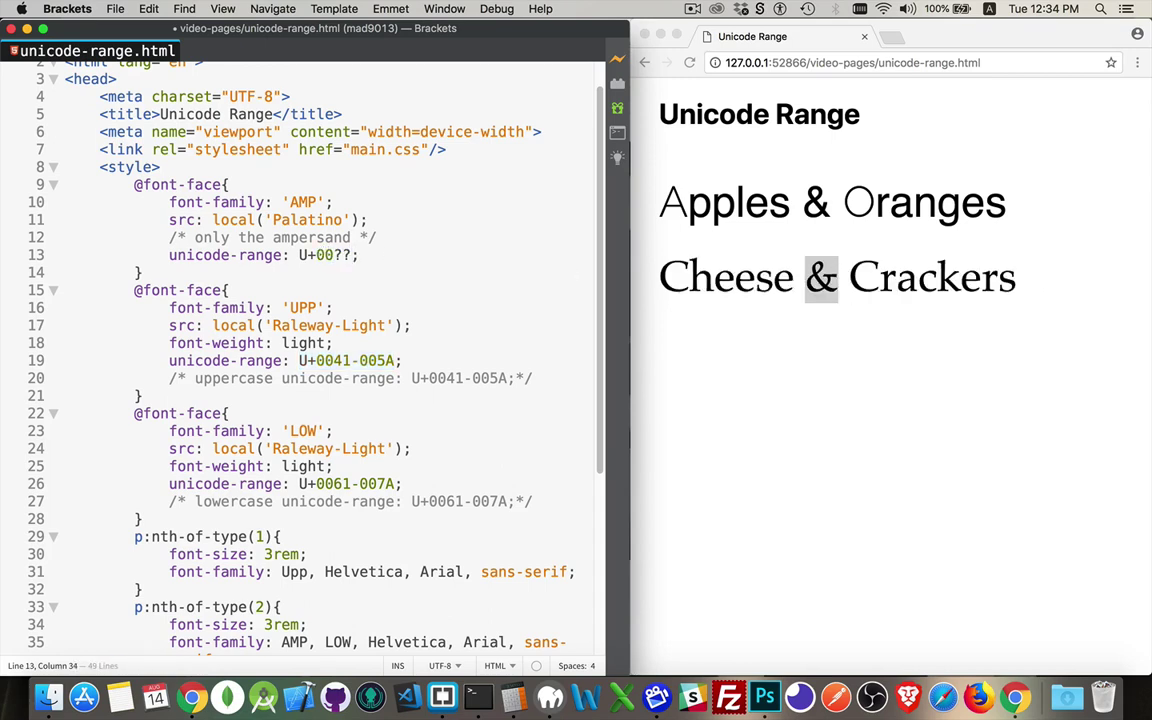 Brackets File Edit View Navigate Template Emmet Window Debug Help 100% Tue 12:34 PM
• video-pages/unicode-range.html (mad9013) — Brackets
unicode-range.html
2 <html lang="en">
3 <head>
4 <meta charset="UTF-8">
5 <title>Unicode Range</title>
6 <meta name="viewport" content="width=device-width">
7 <link rel="stylesheet" href="main.css"/>
8 <style>
9 @font-face{
10 font-family: 'AMP';
11 src: local('Palatino');
12 /* only the ampersand */
13 unicode-range: U+00??;
14 }
15 @font-face{
16 font-family: 'UPP';
17 src: local('Raleway-Light');
18 font-weight: light;
19 unicode-range: U+0041-005A;
20 /* uppercase unicode-range: U+0041-005A;*/
21 }
22 @font-face{
23 font-family: 'LOW';
24 src: local('Raleway-Light');
25 font-weight: light;
26 unicode-range: U+0061-007A;
27 /* lowercase unicode-range: U+0061-007A;*/
28 }
29 p:nth-of-type(1){
30 font-size: 3rem;
31 font-family: Upp, Helvetica, Arial, sans-serif;
32 }
33 p:nth-of-type(2){
34 font-size: 3rem;
35 font-family: AMP, LOW, Helvetica, Arial, sans-
Line 13, Column 34 — 49 Lines INS UTF-8 HTML Spaces: 4
Unicode Range
127.0.0.1:52866/video-pages/unicode-range.html
Unicode Range
Apples & Oranges
Cheese & Crackers
AUG
14